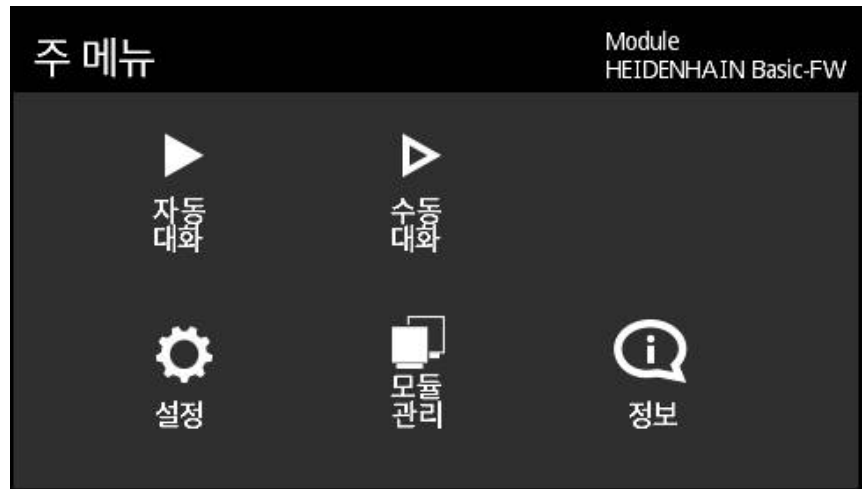 주 메뉴
Module
HEIDENHAIN Basic-FW
자동
대화
수동
대화
설정
모듈
관리
정보